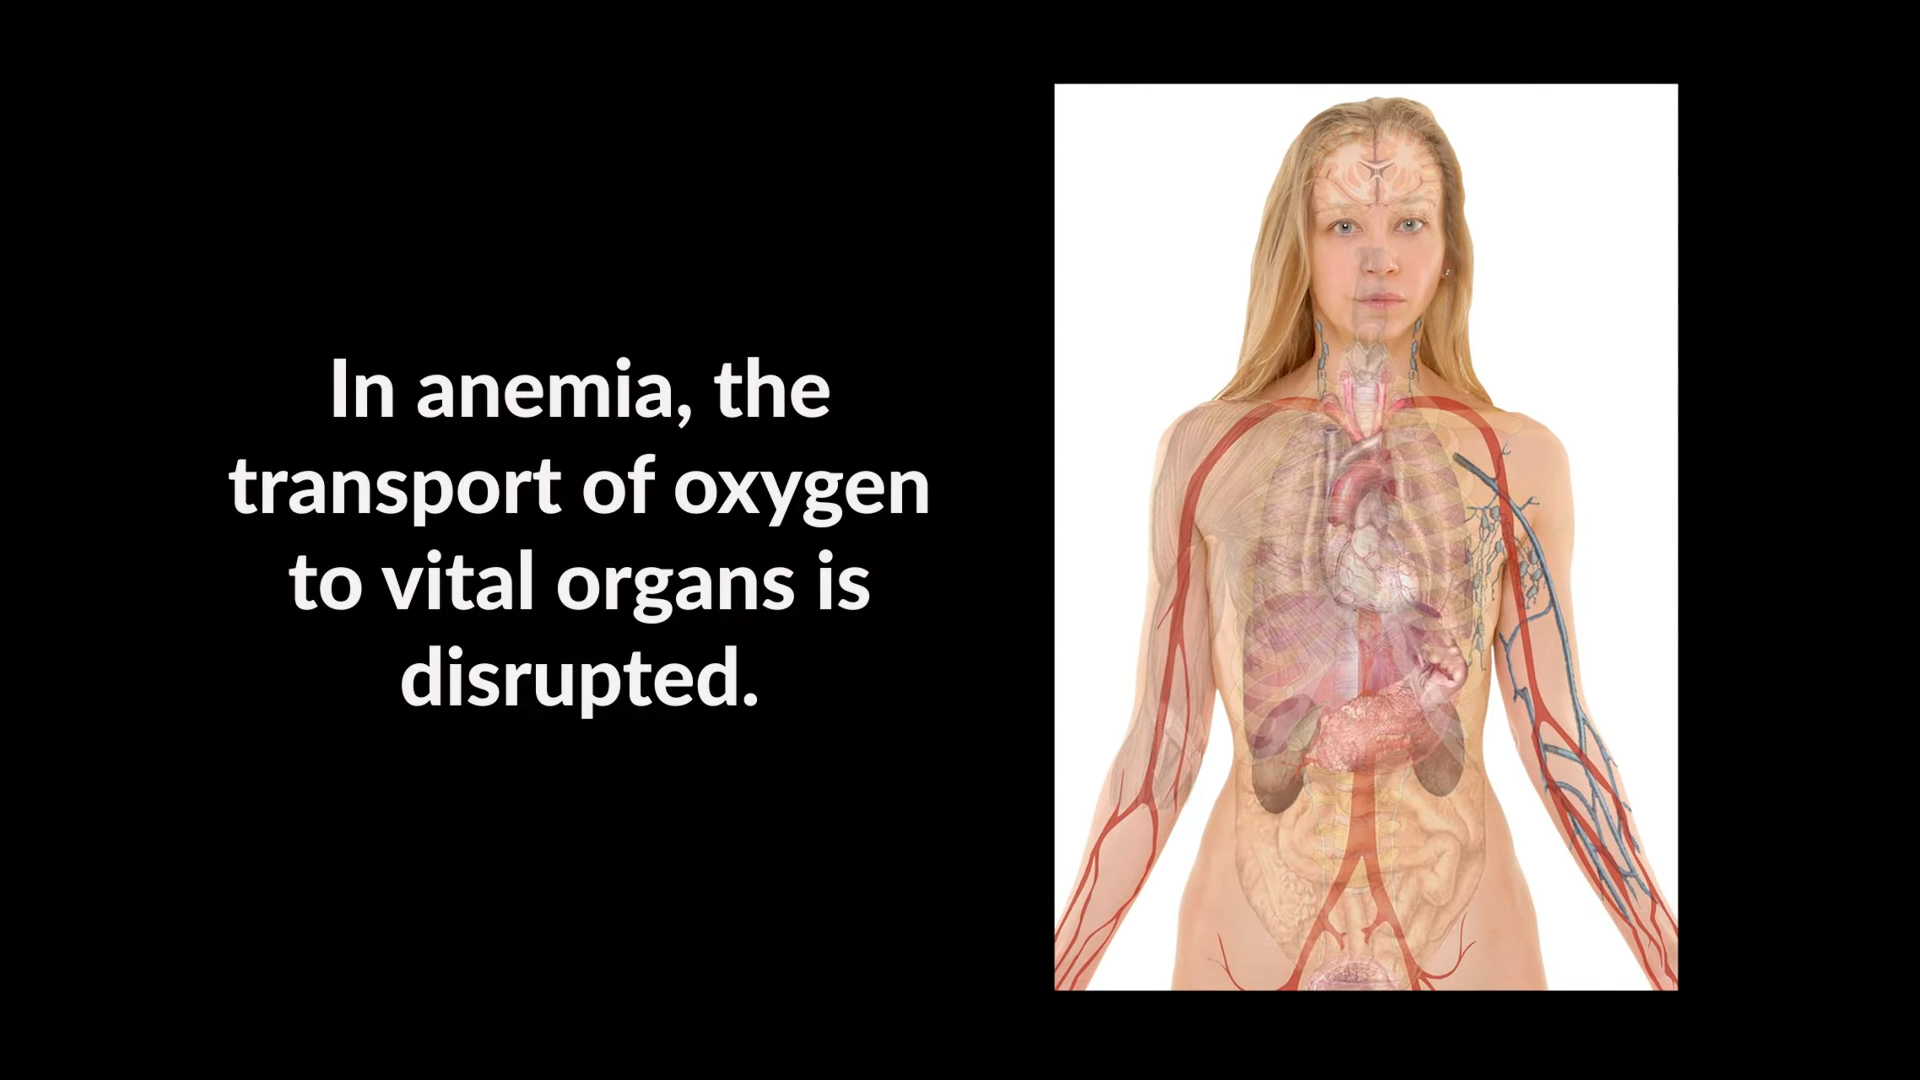 In anemia, the
transport of oxygen
to vital organs is
disrupted.